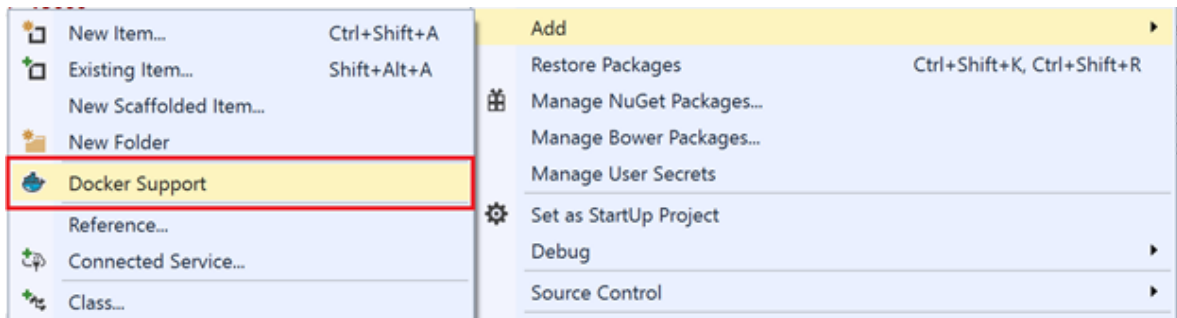 New Item... Ctrl+Shift+A
Existing Item... Shift+Alt+A
New Scaffolded Item...
New Folder
Docker Support
Reference...
Connected Service...
Class...
Add
Restore Packages Ctrl+Shift+K, Ctrl+Shift+R
Manage NuGet Packages...
Manage Bower Packages...
Manage User Secrets
Set as StartUp Project
Debug
Source Control